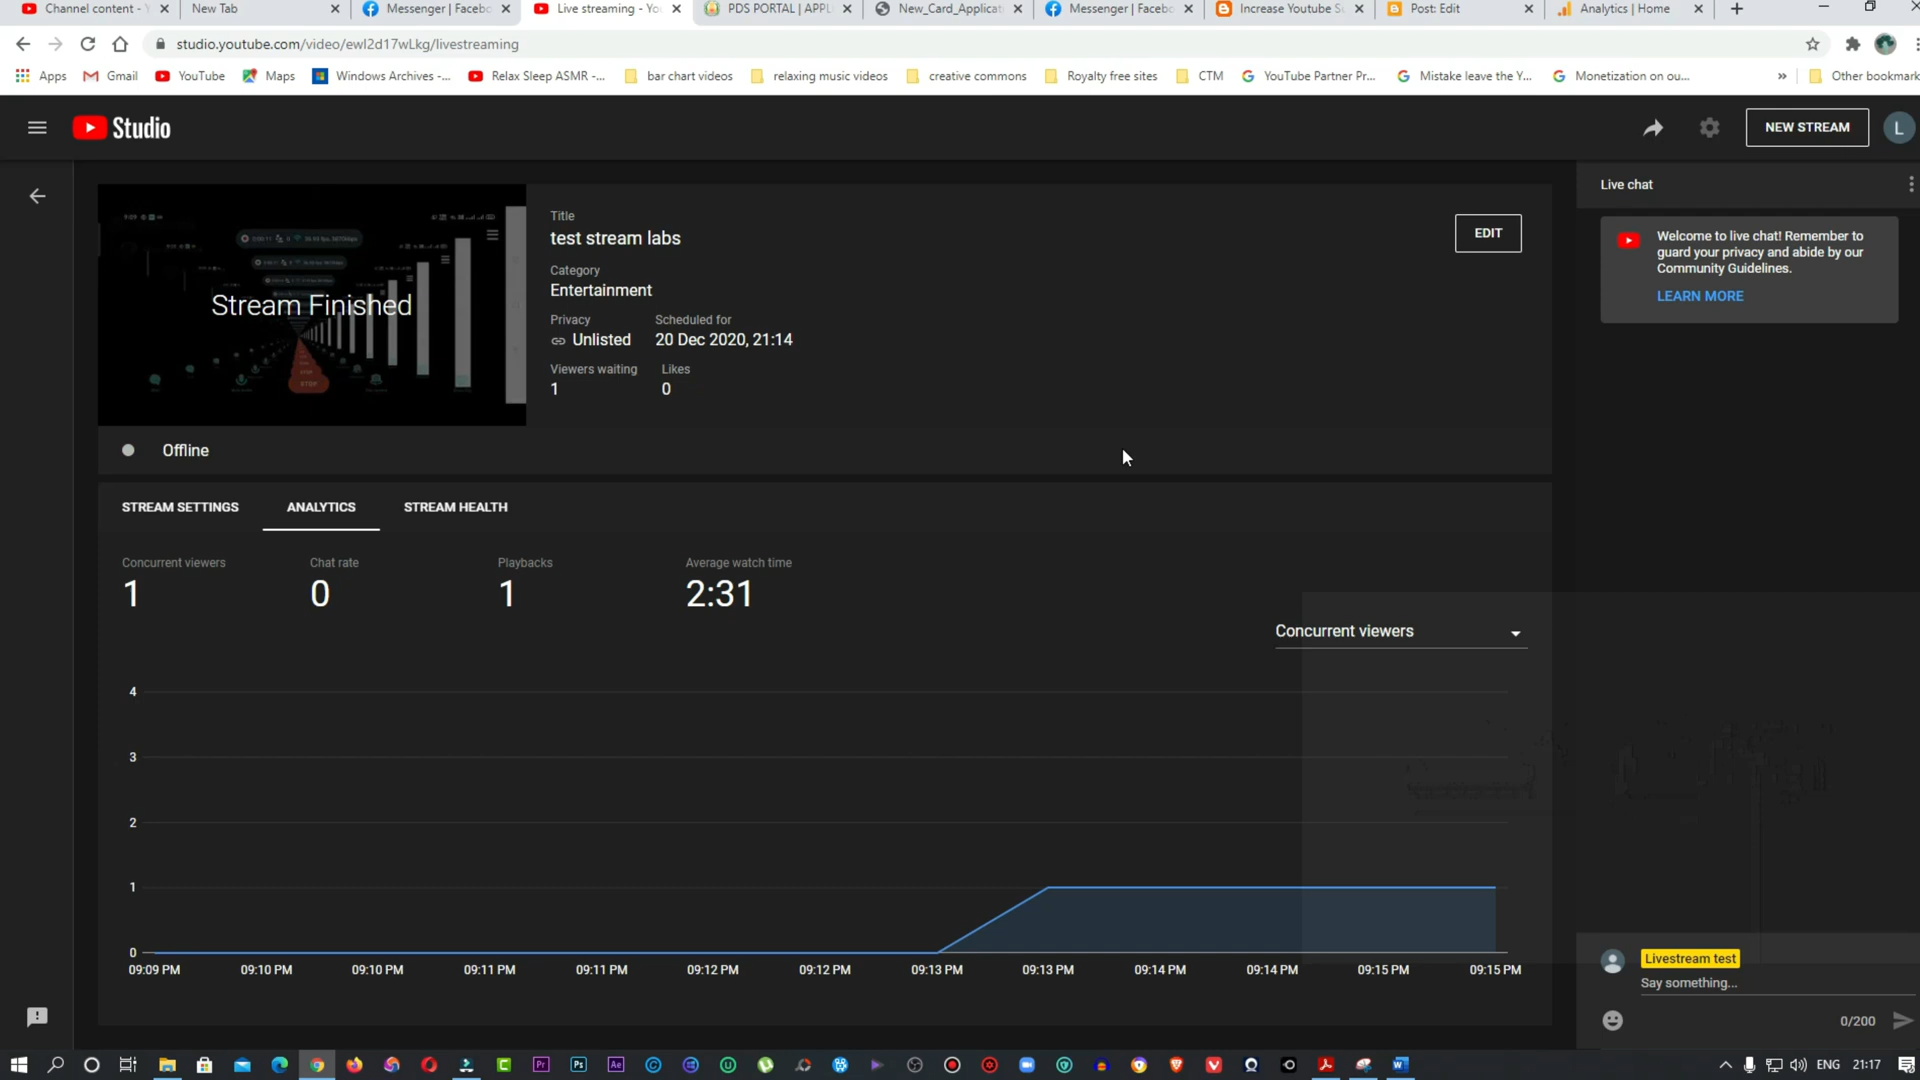 Channel content - Y
New Tab
Messenger | Facebo
Live streaming - Yo
PDS PORTAL | APPL
New_Card_Applicat
Messenger | Facebo
Increase Youtube S
Post: Edit
Analytics | Home
studio.youtube.com/video/ewI2d17wLkg/livestreaming
Apps
Gmail
YouTube
Maps
Windows Archives -...
Relax Sleep ASMR -...
bar chart videos
relaxing music videos
creative commons
Royalty free sites
CTM
YouTube Partner Pr...
Mistake leave the Y...
Monetization on ou...
»
Other bookmark
Studio
NEW STREAM
L
Stream Finished
STOP
Title
test stream labs
EDIT
Category
Entertainment
Privacy
Unlisted
Scheduled for
20 Dec 2020, 21:14
Viewers waiting
1
Likes
0
Offline
Live chat
Welcome to live chat! Remember to
guard your privacy and abide by our
Community Guidelines.
LEARN MORE
STREAM SETTINGS
ANALYTICS
STREAM HEALTH
Concurrent viewers
1
Chat rate
0
Playbacks
1
Average watch time
2:31
Concurrent viewers
4
3
2
1
0
09:09 PM
09:10 PM
09:10 PM
09:11 PM
09:11 PM
09:12 PM
09:12 PM
09:13 PM
09:13 PM
09:14 PM
09:14 PM
09:15 PM
09:15 PM
Livestream test
Say something...
0/200
Pr
Ps
Ae
ENG
21:17